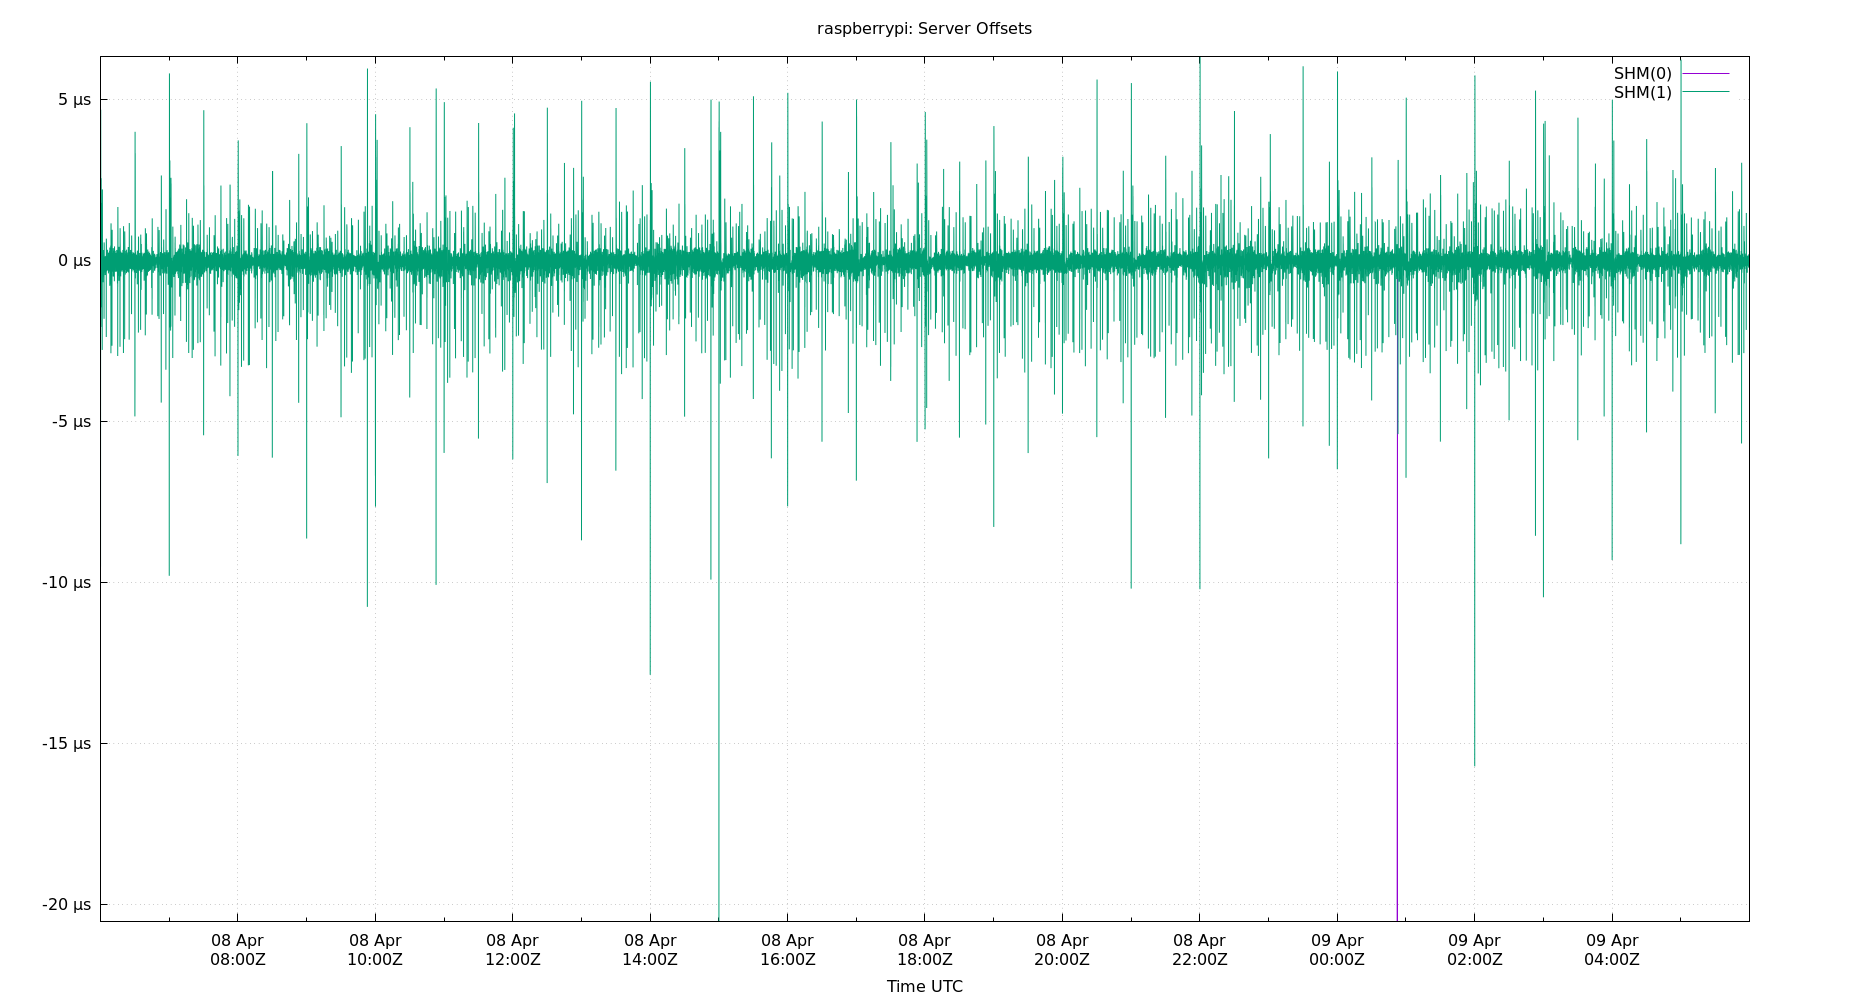 raspberrypi: Server Offsets
SHM(0)
SHM(1)
5 µs
0 µs
-5 µs
-10 µs
-15 µs
-20 µs
08 Apr 08 Apr 08 Apr 08 Apr 08 Apr 08 Apr 08 Apr 08 Apr 09 Apr 09 Apr 09 Apr
08:00Z 10:00Z 12:00Z 14:00Z 16:00Z 18:00Z 20:00Z 22:00Z 00:00Z 02:00Z 04:00Z
Time UTC